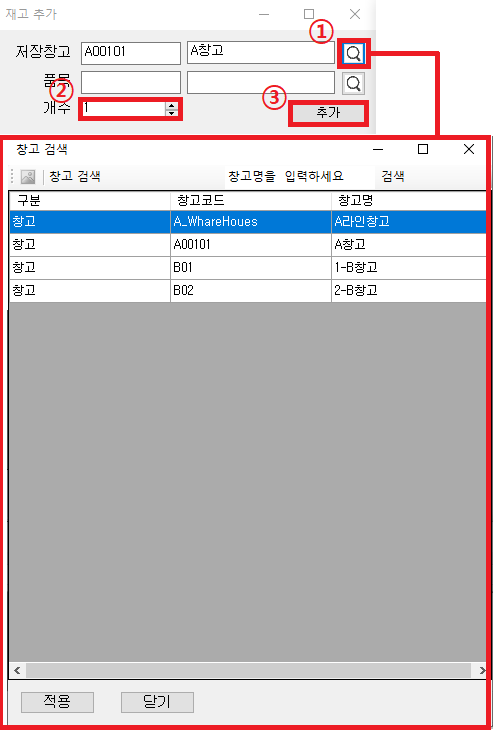 재고 추가
①
저장창고 A00101 A창고
품목
②
③
개수 1 추가
창고 검색
창고 검색 창고명을 입력하세요 검색
구분 창고코드 창고명
창고 A_WhareHoues A라인창고
창고 A00101 A창고
창고 B01 1-B창고
창고 B02 2-B창고
적용 닫기